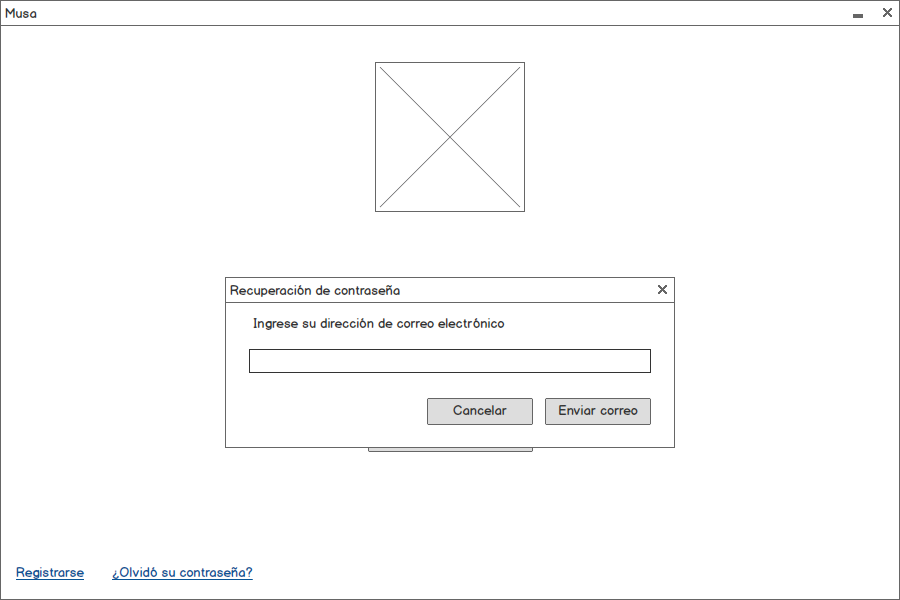 Musa
Recuperación de contraseña
Ingrese su dirección de correo electrónico
Cancelar Enviar correo
Registrarse ¿Olvidó su contraseña?